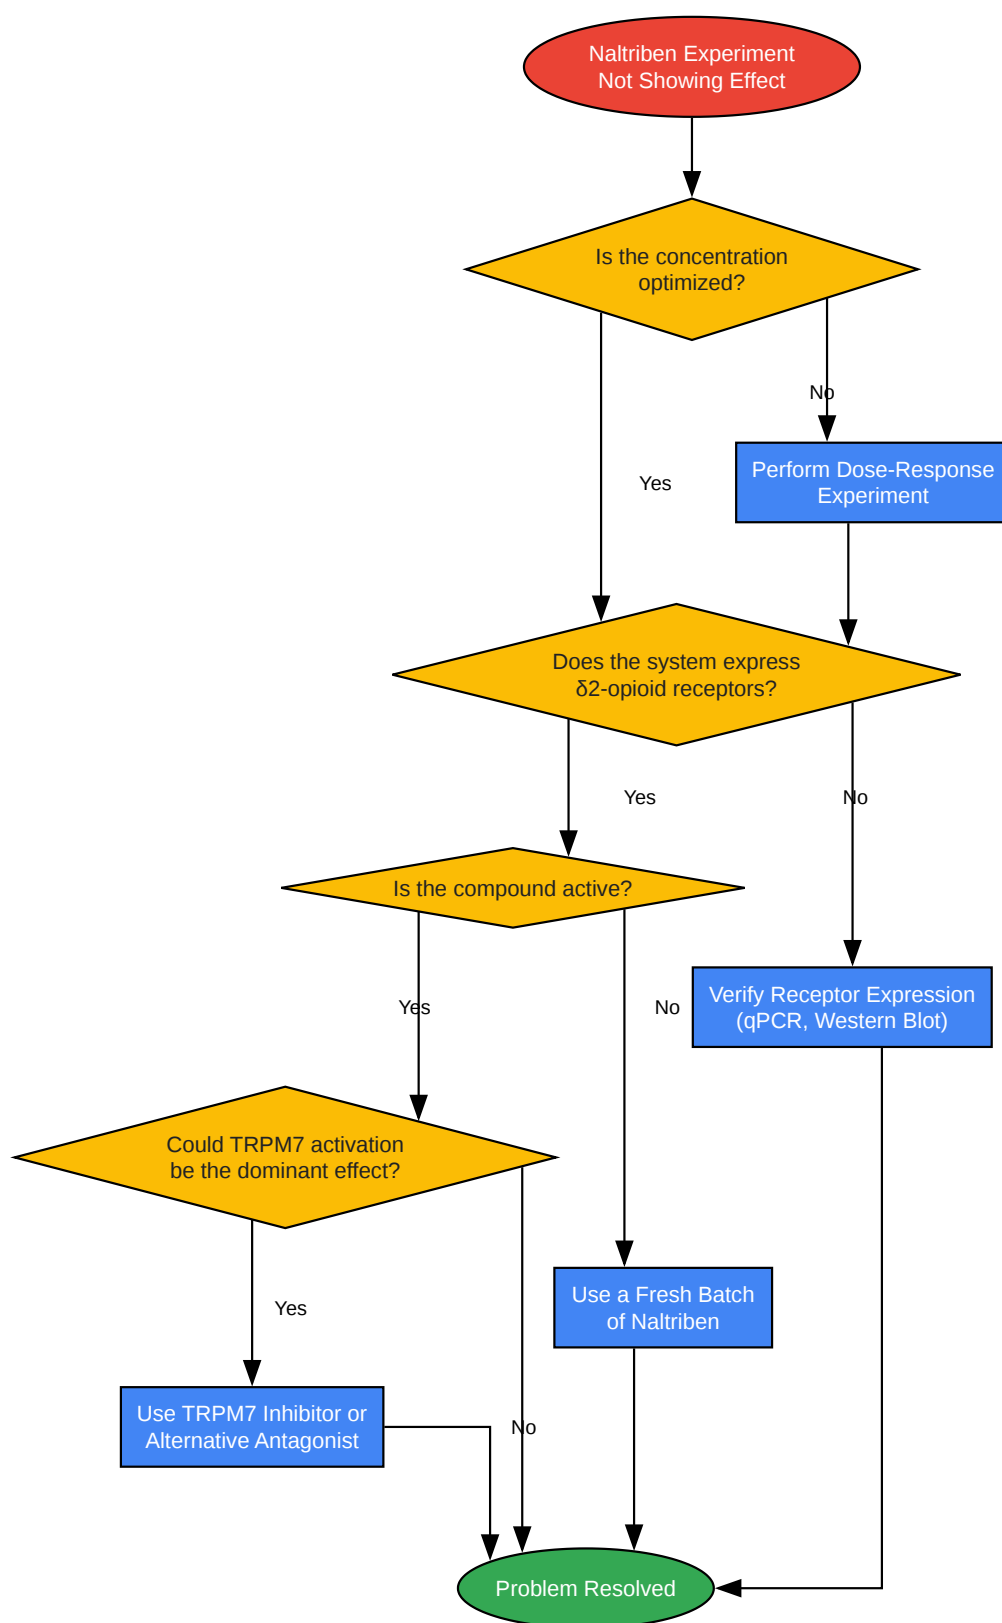 Naltriben Experiment
Not Showing Effect
Is the concentration
optimized?
No
Perform Dose-Response
Experiment
Yes
Does the system express
δ2-opioid receptors?
Yes
No
Is the compound active?
Yes
No
Verify Receptor Expression
(qPCR, Western Blot)
Could TRPM7 activation
be the dominant effect?
Use a Fresh Batch
of Naltriben
Yes
Use TRPM7 Inhibitor or
Alternative Antagonist
No
Problem Resolved